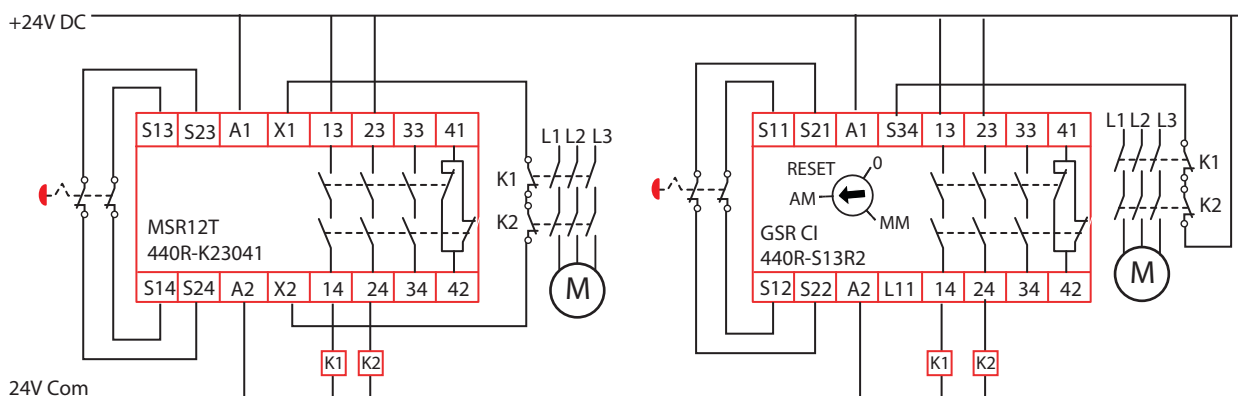 +24V DC
S13 S23 A1 X1 13 23 33 41
L1 L2 L3
K1
K2
MSR12T
440R-K23041
S14 S24 A2 X2 14 24 34 42
M
K1 K2
24V Com
S11 S21 A1 S34 13 23 33 41
L1 L2 L3
RESET 0
AM
MM
K1
K2
GSR CI
440R-S13R2
S12 S22 A2 L11 14 24 34 42
M
K1 K2